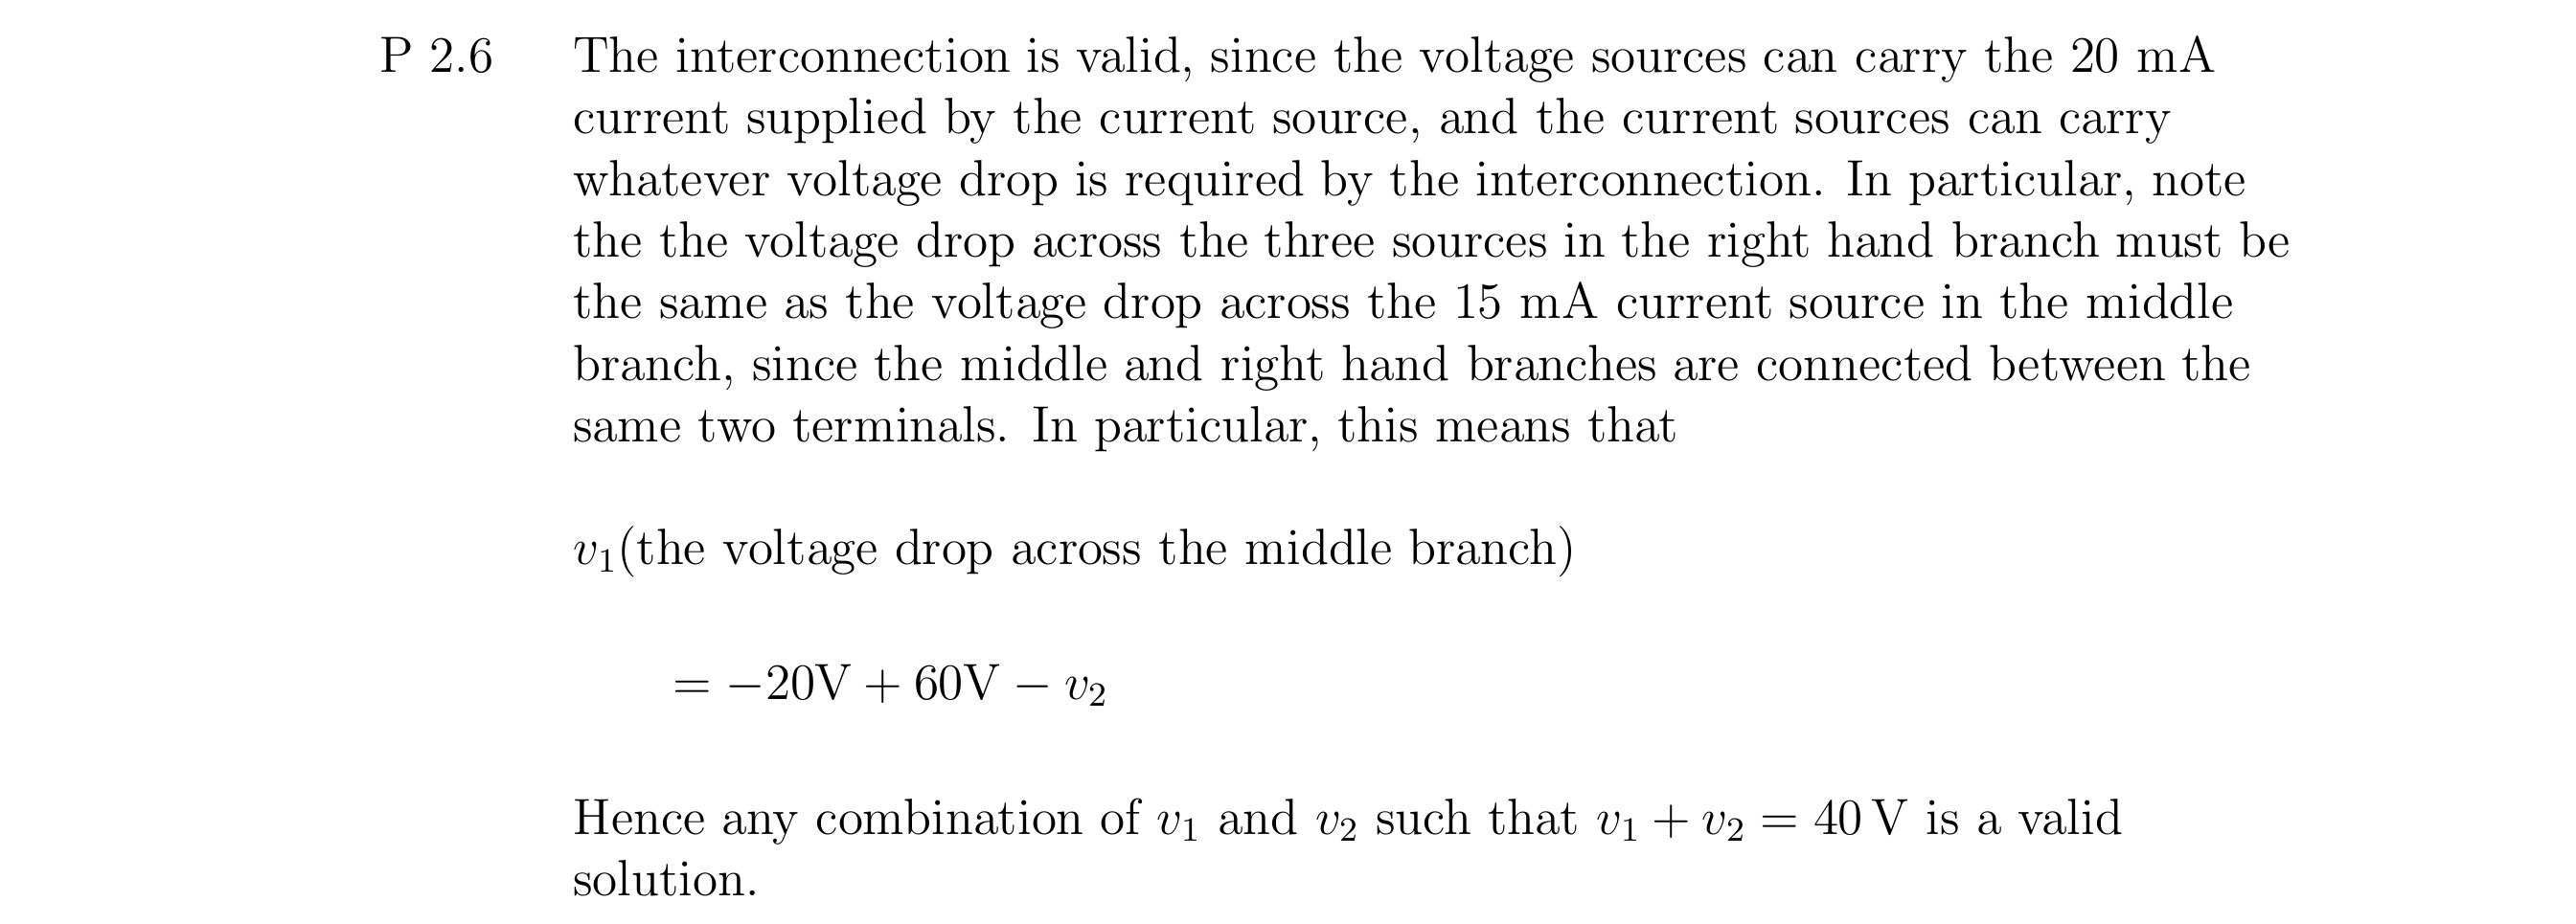 P 2.6 The interconnection is valid, since the voltage sources can carry the 20 mA
current supplied by the current source, and the current sources can carry
whatever voltage drop is required by the interconnection. In particular, note
the the voltage drop across the three sources in the right hand branch must be
the same as the voltage drop across the 15 mA current source in the middle
branch, since the middle and right hand branches are connected between the
same two terminals. In particular, this means that
v₁(the voltage drop across the middle branch)
= −20V + 60V − v₂
Hence any combination of v₁ and v₂ such that v₁ + v₂ = 40 V is a valid
solution.